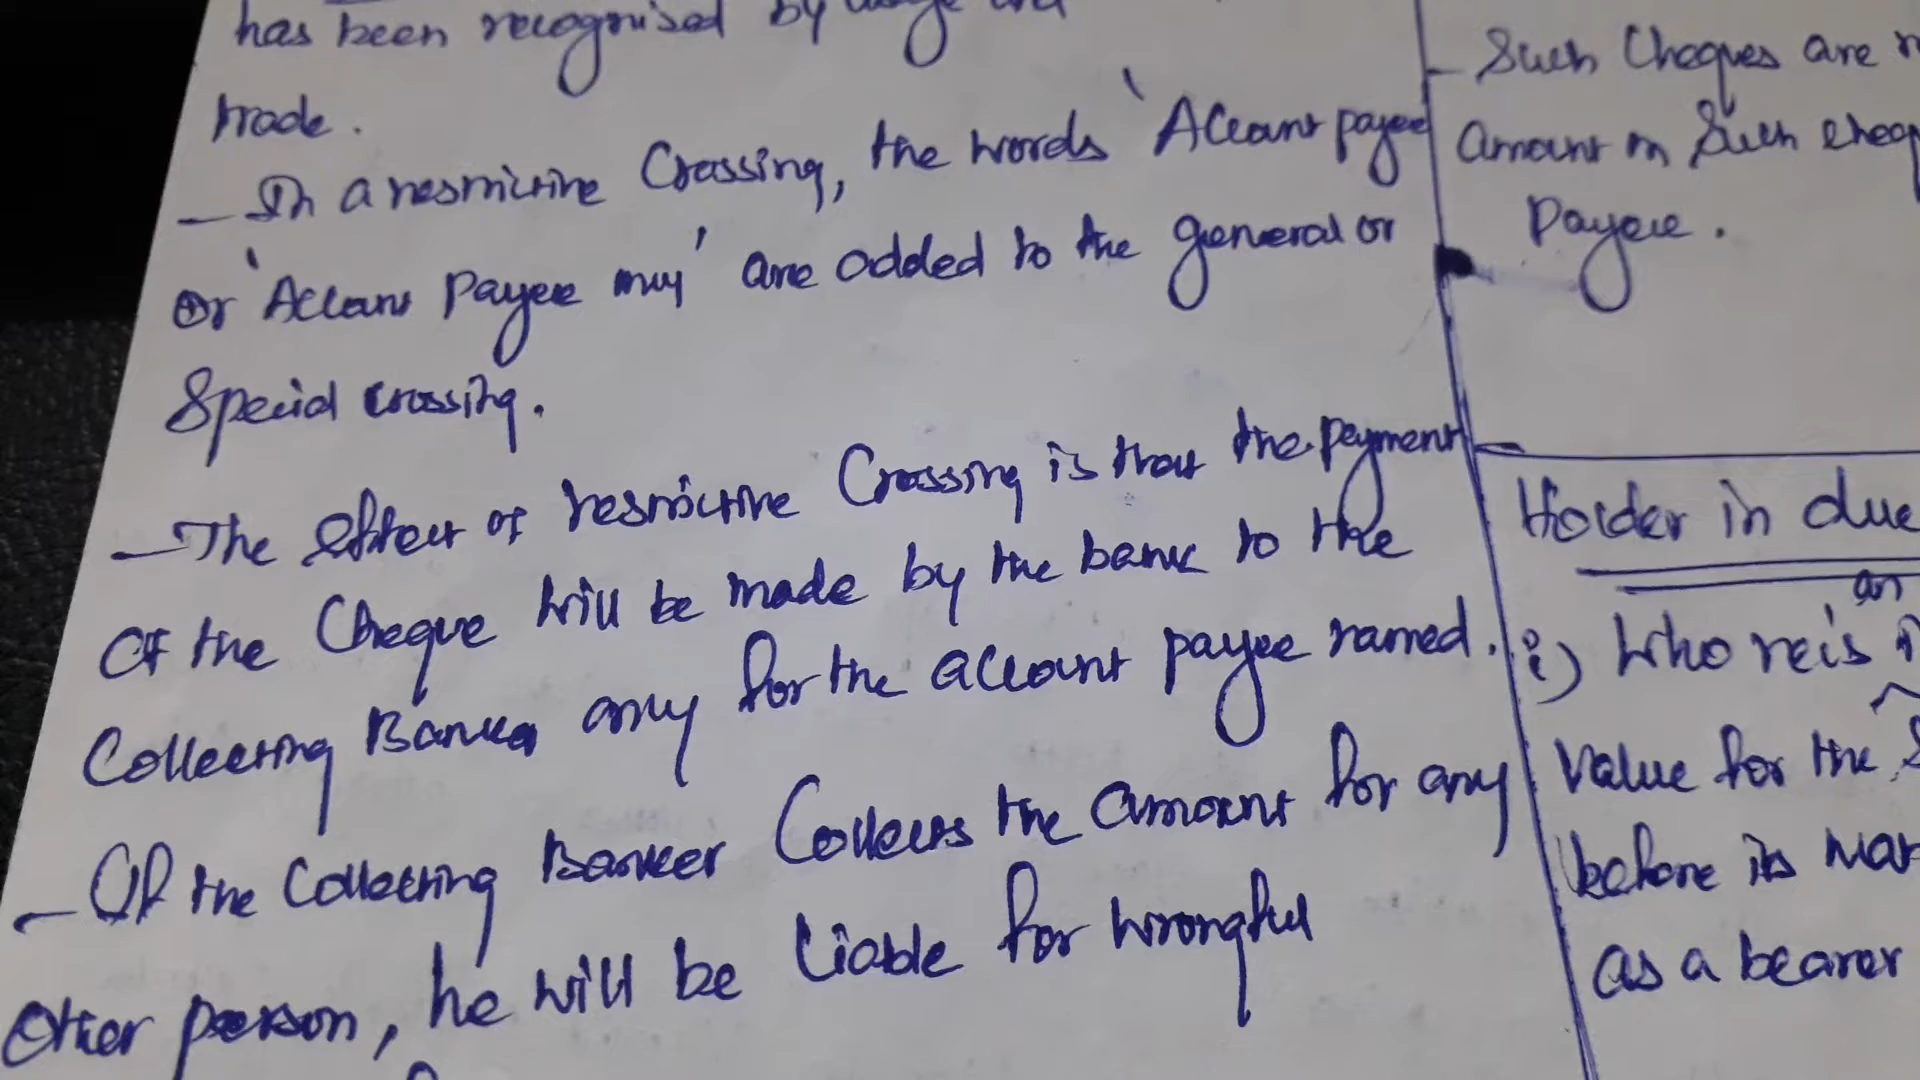 has been recognised by usage and
trade.
- In a restrictive Crossing, the words 'Account payee
or 'Account Payee only' are added to the general or
Special crossing.
- The effect of restrictive Crossing is that the payment
Of the Cheque will be made by the bank to the
Collecting Banker only for the account payee named.
- If the Collecting Banker Collects the amount for any
Other person, he will be liable for wrongful
- Such Cheques are
amount in Such
Payee.
Holder in due
an
i) Who
Value for the
before its
as a bearer